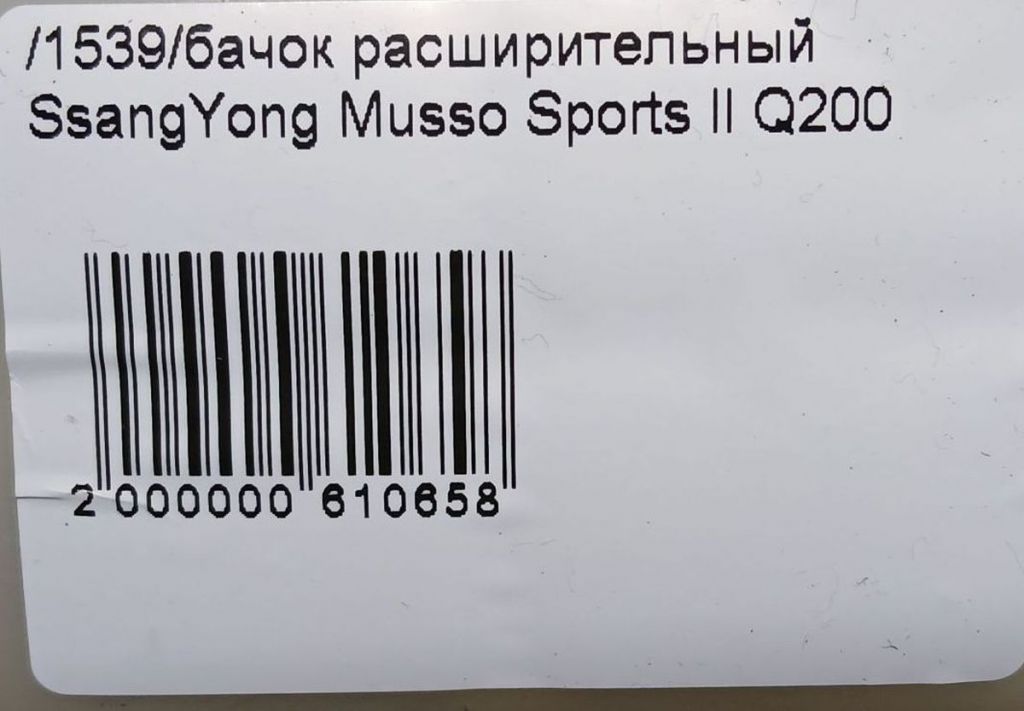 /1539/бачок расширительный
SsangYong Musso Sports II Q200
2 000000 610658